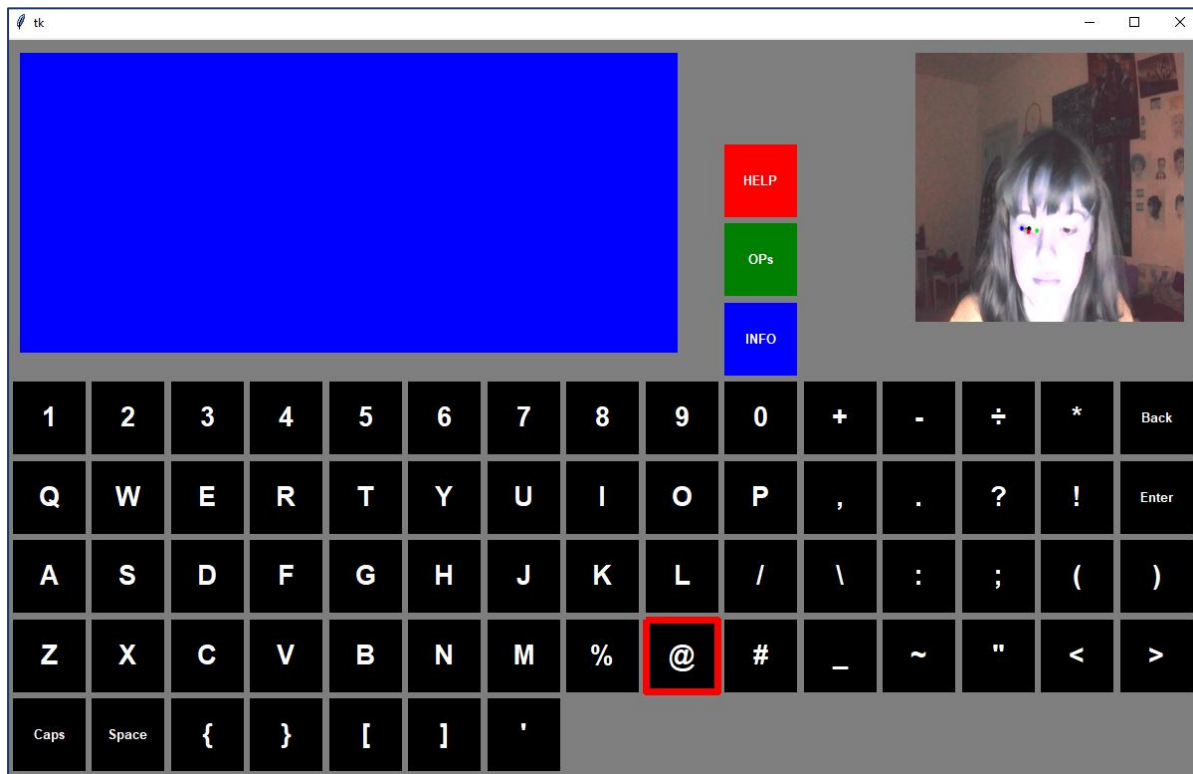 tk
HELP
OPs
INFO
1 2 3 4 5 6 7 8 9 0 + - ÷ * Back
Q W E R T Y U I O P , . ? ! Enter
A S D F G H J K L / \ : ; ( )
Z X C V B N M % @ # _ ~ " < >
Caps Space { } [ ] '